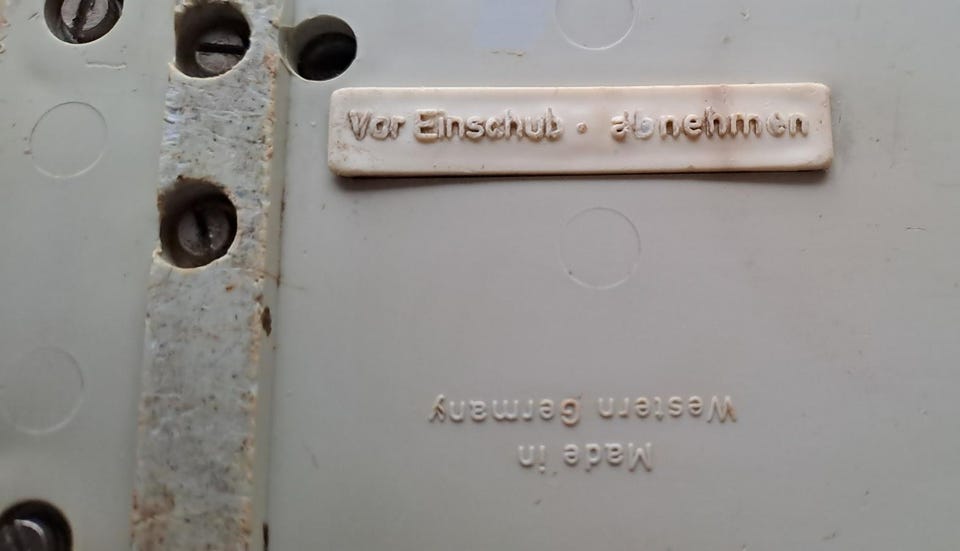 Vor Einschub • abnehmen
Made in
Western Germany